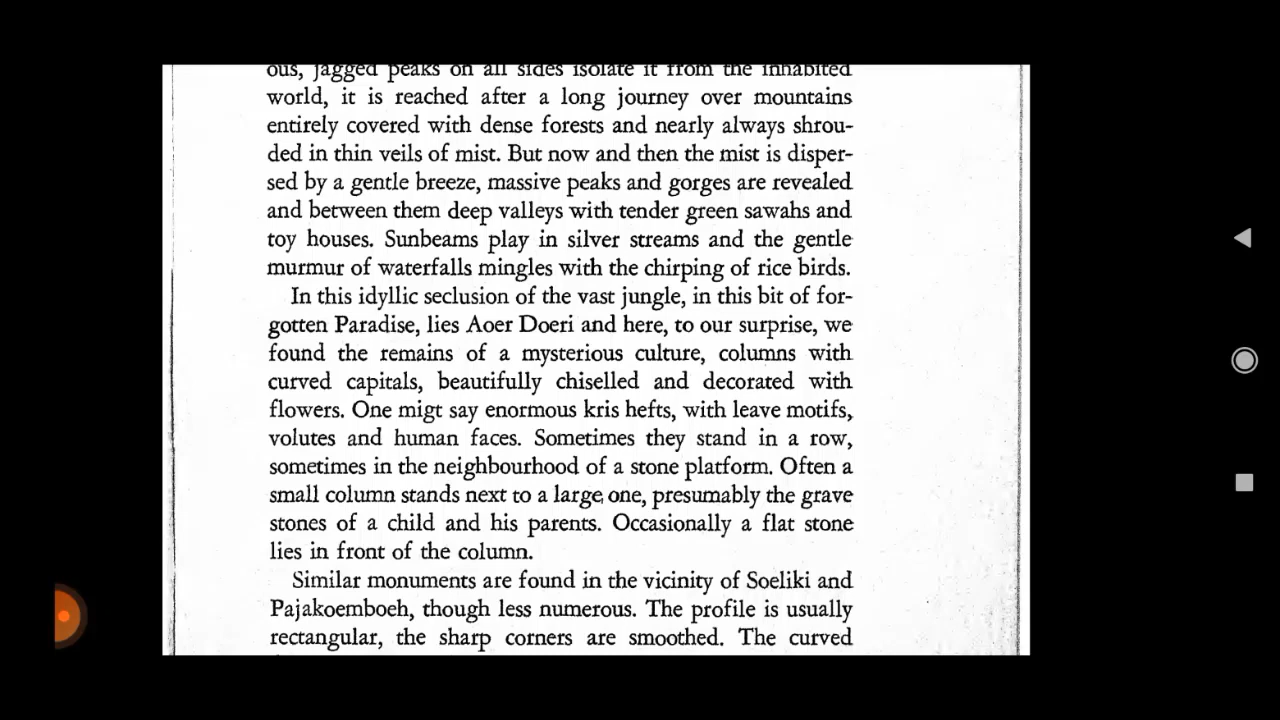 ous, jagged peaks on all sides isolate it from the inhabited
world, it is reached after a long journey over mountains
entirely covered with dense forests and nearly always shrou-
ded in thin veils of mist. But now and then the mist is disper-
sed by a gentle breeze, massive peaks and gorges are revealed
and between them deep valleys with tender green sawahs and
toy houses. Sunbeams play in silver streams and the gentle
murmur of waterfalls mingles with the chirping of rice birds.
In this idyllic seclusion of the vast jungle, in this bit of for-
gotten Paradise, lies Aoer Doeri and here, to our surprise, we
found the remains of a mysterious culture, columns with
curved capitals, beautifully chiselled and decorated with
flowers. One migt say enormous kris hefts, with leave motifs,
volutes and human faces. Sometimes they stand in a row,
sometimes in the neighbourhood of a stone platform. Often a
small column stands next to a large one, presumably the grave
stones of a child and his parents. Occasionally a flat stone
lies in front of the column.
Similar monuments are found in the vicinity of Soeliki and
Pajakoemboeh, though less numerous. The profile is usually
rectangular, the sharp corners are smoothed. The curved